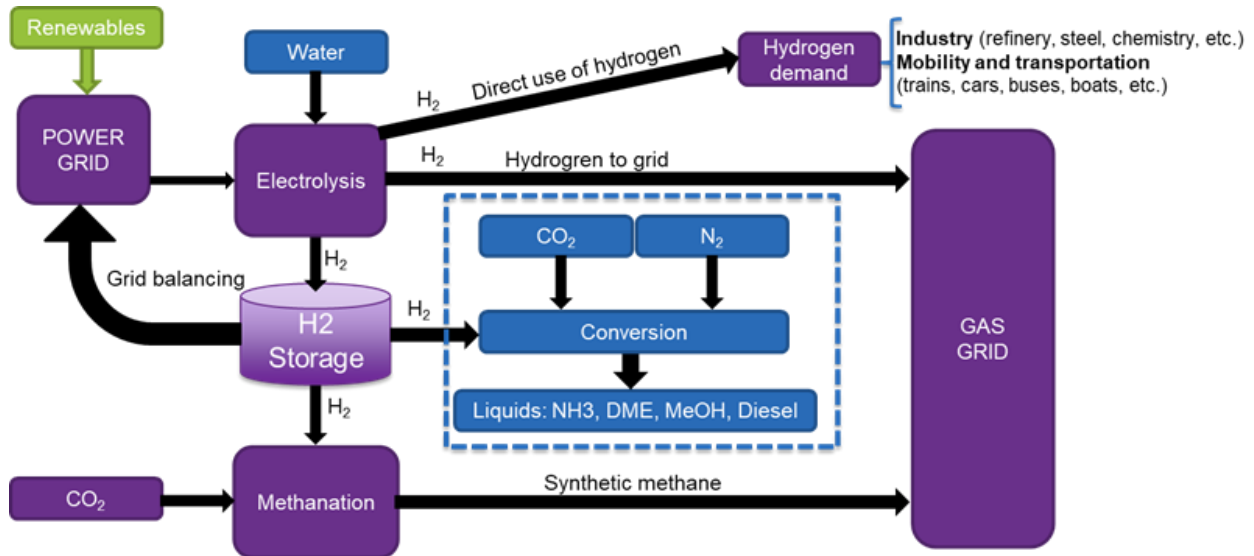 Renewables
Water
Hydrogen
demand
Industry (refinery, steel, chemistry, etc.)
Mobility and transportation
(trains, cars, buses, boats, etc.)
Direct use of hydrogen
H₂
POWER
GRID
Electrolysis
H₂
Hydrogren to grid
GAS
GRID
CO₂
N₂
H₂
Grid balancing
H2
Storage
H₂
Conversion
Liquids: NH3, DME, MeOH, Diesel
H₂
CO₂
Methanation
Synthetic methane